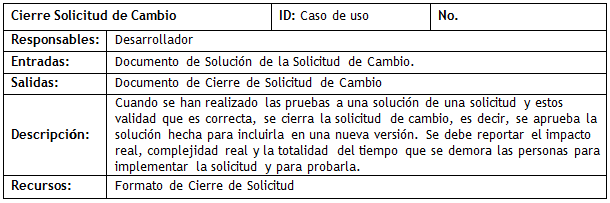 Cierre Solicitud de Cambio ID: Caso de uso No.
Responsables: Desarrollador
Entradas: Documento de Solución de la Solicitud de Cambio.
Salidas: Documento de Cierre de Solicitud de Cambio
Descripción: Cuando se han realizado las pruebas a una solución de una solicitud y estos
validad que es correcta, se cierra la solicitud de cambio, es decir, se aprueba la
solución hecha para incluirla en una nueva versión. Se debe reportar el impacto
real, complejidad real y la totalidad del tiempo que se demora las personas para
implementar la solicitud y para probarla.
Recursos: Formato de Cierre de Solicitud